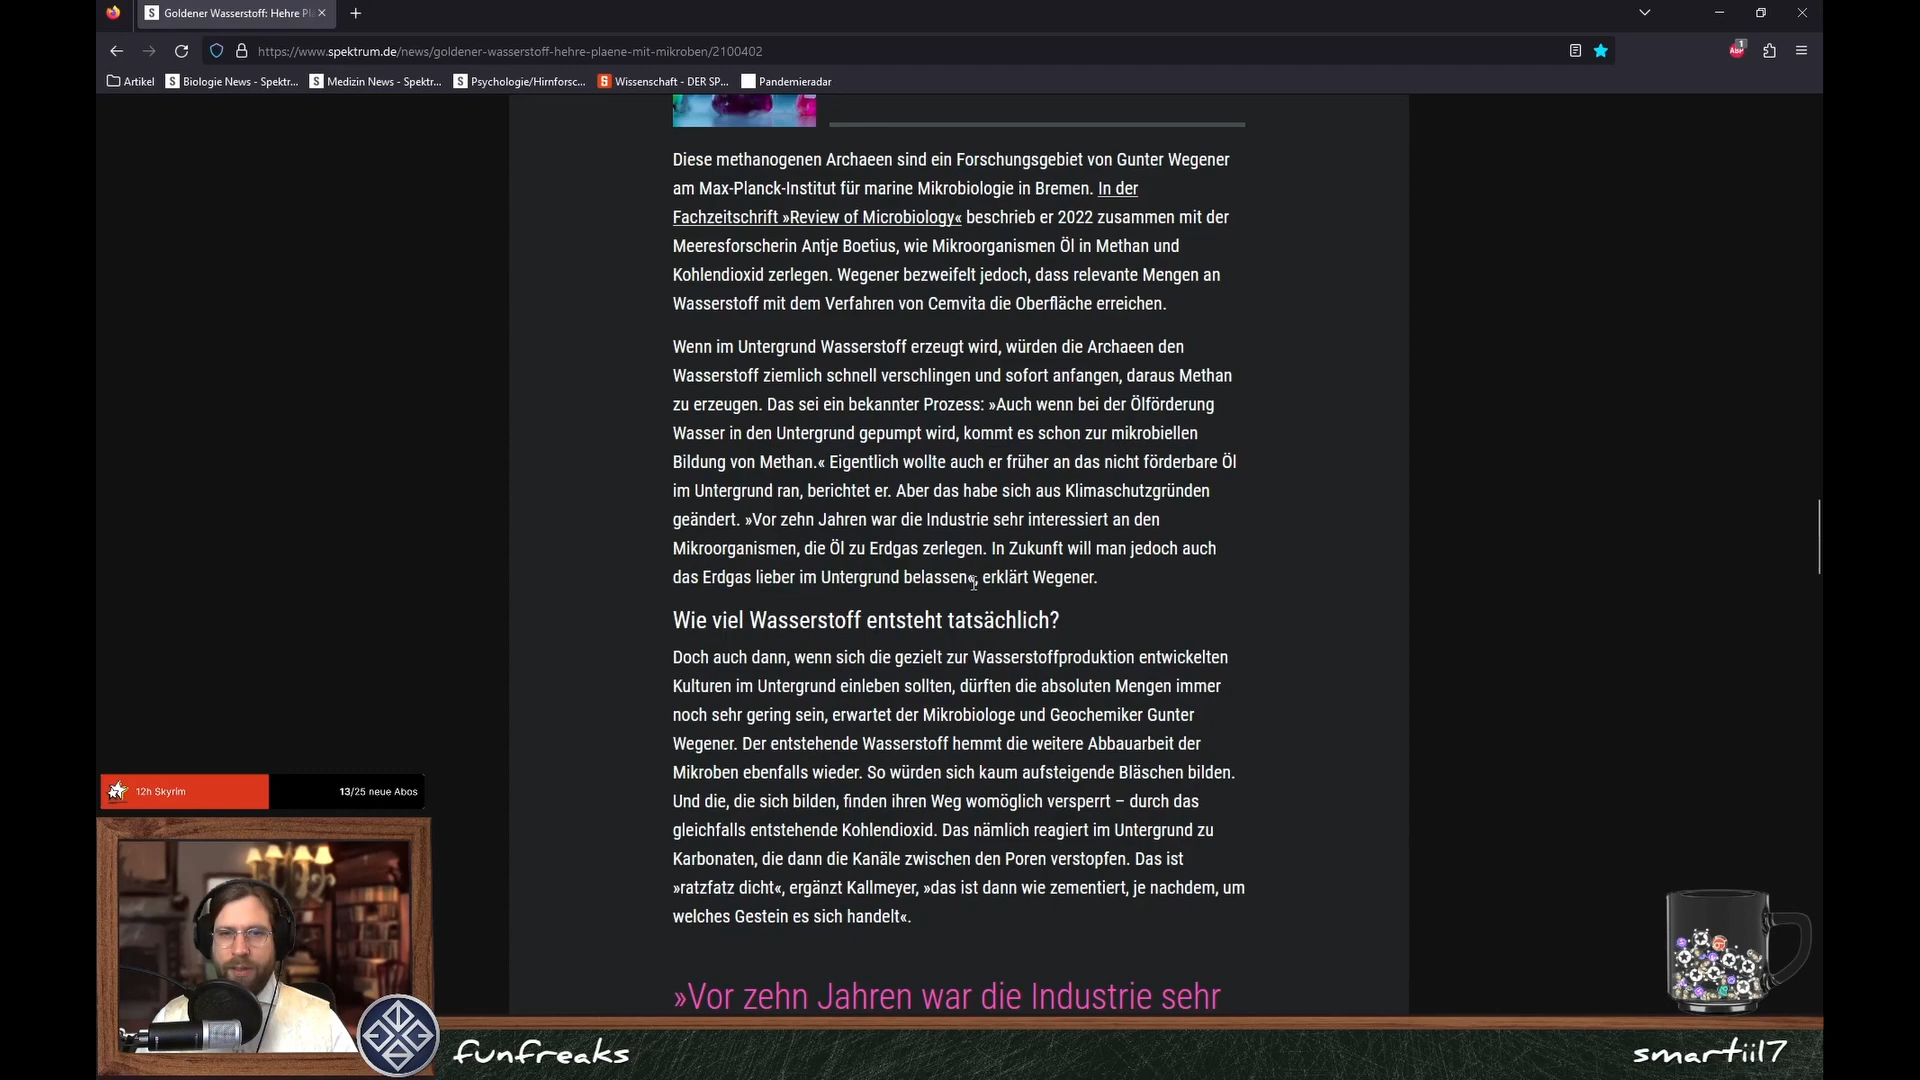 Goldener Wasserstoff: Hehre Pl
https://www.spektrum.de/news/goldener-wasserstoff-hehre-plaene-mit-mikroben/2100402
Artikel
Biologie News - Spektr...
Medizin News - Spektr...
Psychologie/Hirnforsc...
Wissenschaft - DER SP...
Pandemieradar
ABP
1
Diese methanogenen Archaeen sind ein Forschungsgebiet von Gunter Wegener
am Max-Planck-Institut für marine Mikrobiologie in Bremen. In der
Fachzeitschrift »Review of Microbiology« beschrieb er 2022 zusammen mit der
Meeresforscherin Antje Boetius, wie Mikroorganismen Öl in Methan und
Kohlendioxid zerlegen. Wegener bezweifelt jedoch, dass relevante Mengen an
Wasserstoff mit dem Verfahren von Cemvita die Oberfläche erreichen.
Wenn im Untergrund Wasserstoff erzeugt wird, würden die Archaeen den
Wasserstoff ziemlich schnell verschlingen und sofort anfangen, daraus Methan
zu erzeugen. Das sei ein bekannter Prozess: »Auch wenn bei der Ölförderung
Wasser in den Untergrund gepumpt wird, kommt es schon zur mikrobiellen
Bildung von Methan.« Eigentlich wollte auch er früher an das nicht förderbare Öl
im Untergrund ran, berichtet er. Aber das habe sich aus Klimaschutzgründen
geändert. »Vor zehn Jahren war die Industrie sehr interessiert an den
Mikroorganismen, die Öl zu Erdgas zerlegen. In Zukunft will man jedoch auch
das Erdgas lieber im Untergrund belassen«, erklärt Wegener.
Wie viel Wasserstoff entsteht tatsächlich?
Doch auch dann, wenn sich die gezielt zur Wasserstoffproduktion entwickelten
Kulturen im Untergrund einleben sollten, dürften die absoluten Mengen immer
noch sehr gering sein, erwartet der Mikrobiologe und Geochemiker Gunter
Wegener. Der entstehende Wasserstoff hemmt die weitere Abbauarbeit der
Mikroben ebenfalls wieder. So würden sich kaum aufsteigende Bläschen bilden.
Und die, die sich bilden, finden ihren Weg womöglich versperrt – durch das
gleichfalls entstehende Kohlendioxid. Das nämlich reagiert im Untergrund zu
Karbonaten, die dann die Kanäle zwischen den Poren verstopfen. Das ist
»ratzfatz dicht«, ergänzt Kallmeyer, »das ist dann wie zementiert, je nachdem, um
welches Gestein es sich handelt«.
»Vor zehn Jahren war die Industrie sehr
12h Skyrim
13/25 neue Abos
funfreaks
smartiil7